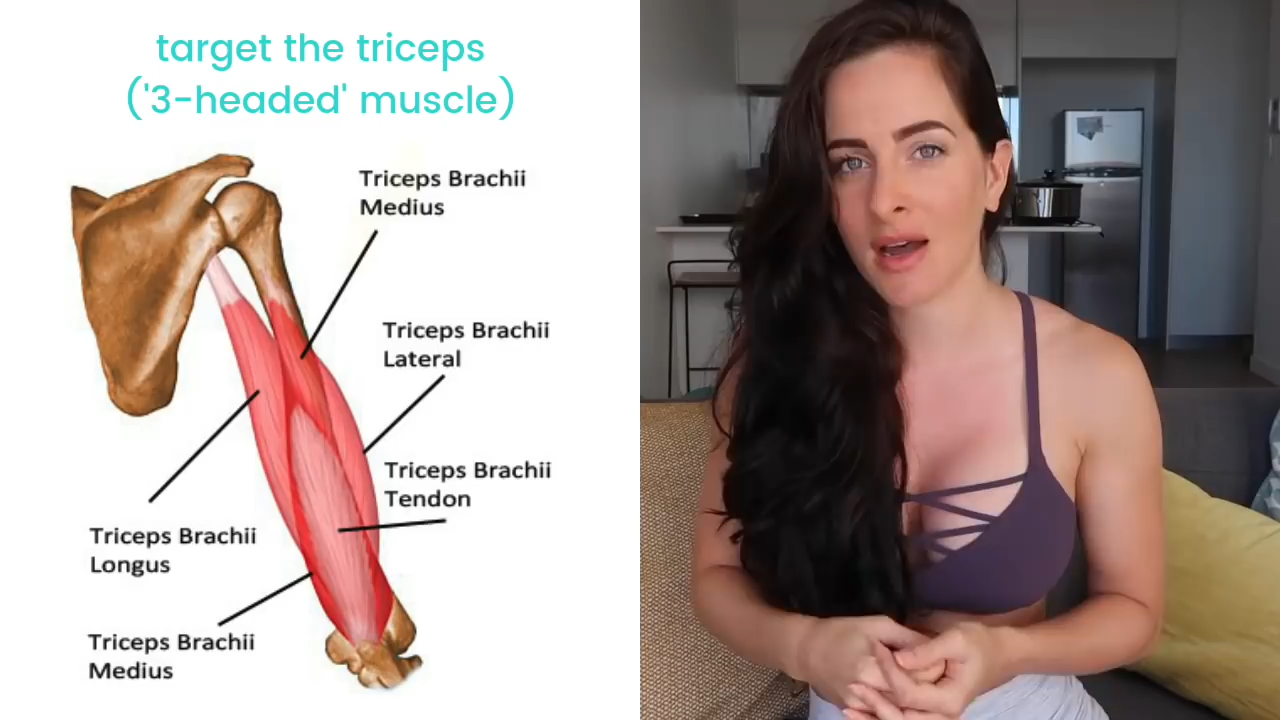 target the triceps
('3-headed' muscle)
Triceps Brachii
Medius
Triceps Brachii
Lateral
Triceps Brachii
Tendon
Triceps Brachii
Longus
Triceps Brachii
Medius